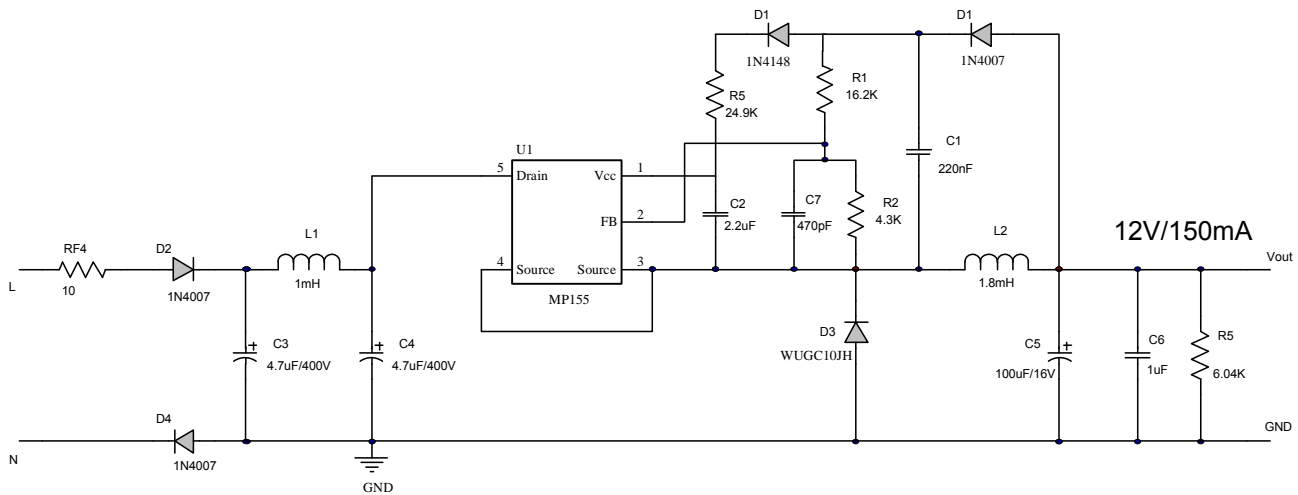 D1
1N4148
D1
1N4007
R5
24.9K
R1
16.2K
C1
220nF
U1
5
Drain
Vcc
1
FB
2
4
Source
Source
3
MP155
C2
2.2uF
C7
470pF
R2
4.3K
L2
1.8mH
12V/150mA
Vout
L
RF4
10
D2
1N4007
L1
1mH
C3
4.7uF/400V
C4
4.7uF/400V
D3
WUGC10JH
C5
100uF/16V
C6
1uF
R5
6.04K
N
D4
1N4007
GND
GND